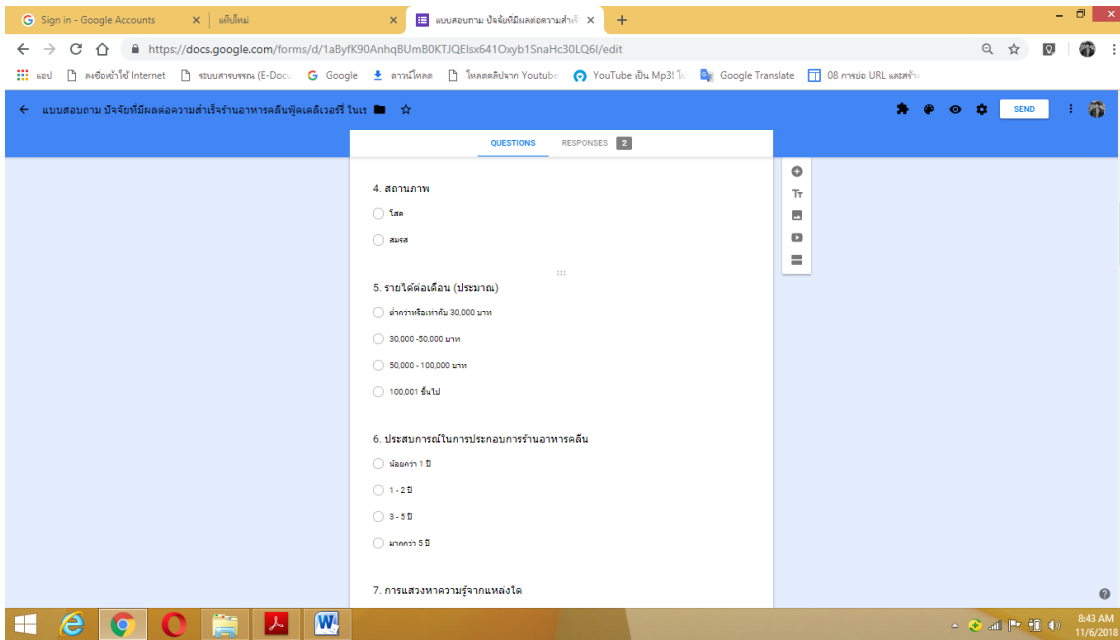 Sign in - Google Accounts
แท็บใหม่
แบบสอบถาม ปัจจัยที่มีผลต่อความสำเร็
https://docs.google.com/forms/d/1aByfK90AnhqBUmB0KTJQElsx641Oxyb1SnaHc30LQ6I/edit
แอป
ลงชื่อเข้าใช้ Internet
ระบบสารบรรณ (E-Docu
Google
ดาวน์โหลด
โหลดคลิปจาก Youtube
YouTube เป็น Mp3!
Google Translate
08 การย่อ URL และสร้าง
แบบสอบถาม ปัจจัยที่มีผลต่อความสำเร็จร้านอาหารคลีนฟู้ดเดลิเวอร์รี่ ในเร
SEND
QUESTIONS
RESPONSES 2
4. สถานภาพ
โสด
สมรส
5. รายได้ต่อเดือน (ประมาณ)
ต่ำกว่าหรือเท่ากับ 30,000 บาท
30,000 -50,000 บาท
50,000 - 100,000 บาท
100,001 ขึ้นไป
6. ประสบการณ์ในการประกอบการร้านอาหารคลีน
น้อยกว่า 1 ปี
1 - 2 ปี
3 - 5 ปี
มากกว่า 5 ปี
7. การแสวงหาความรู้จากแหล่งใด
8:43 AM
11/6/2018